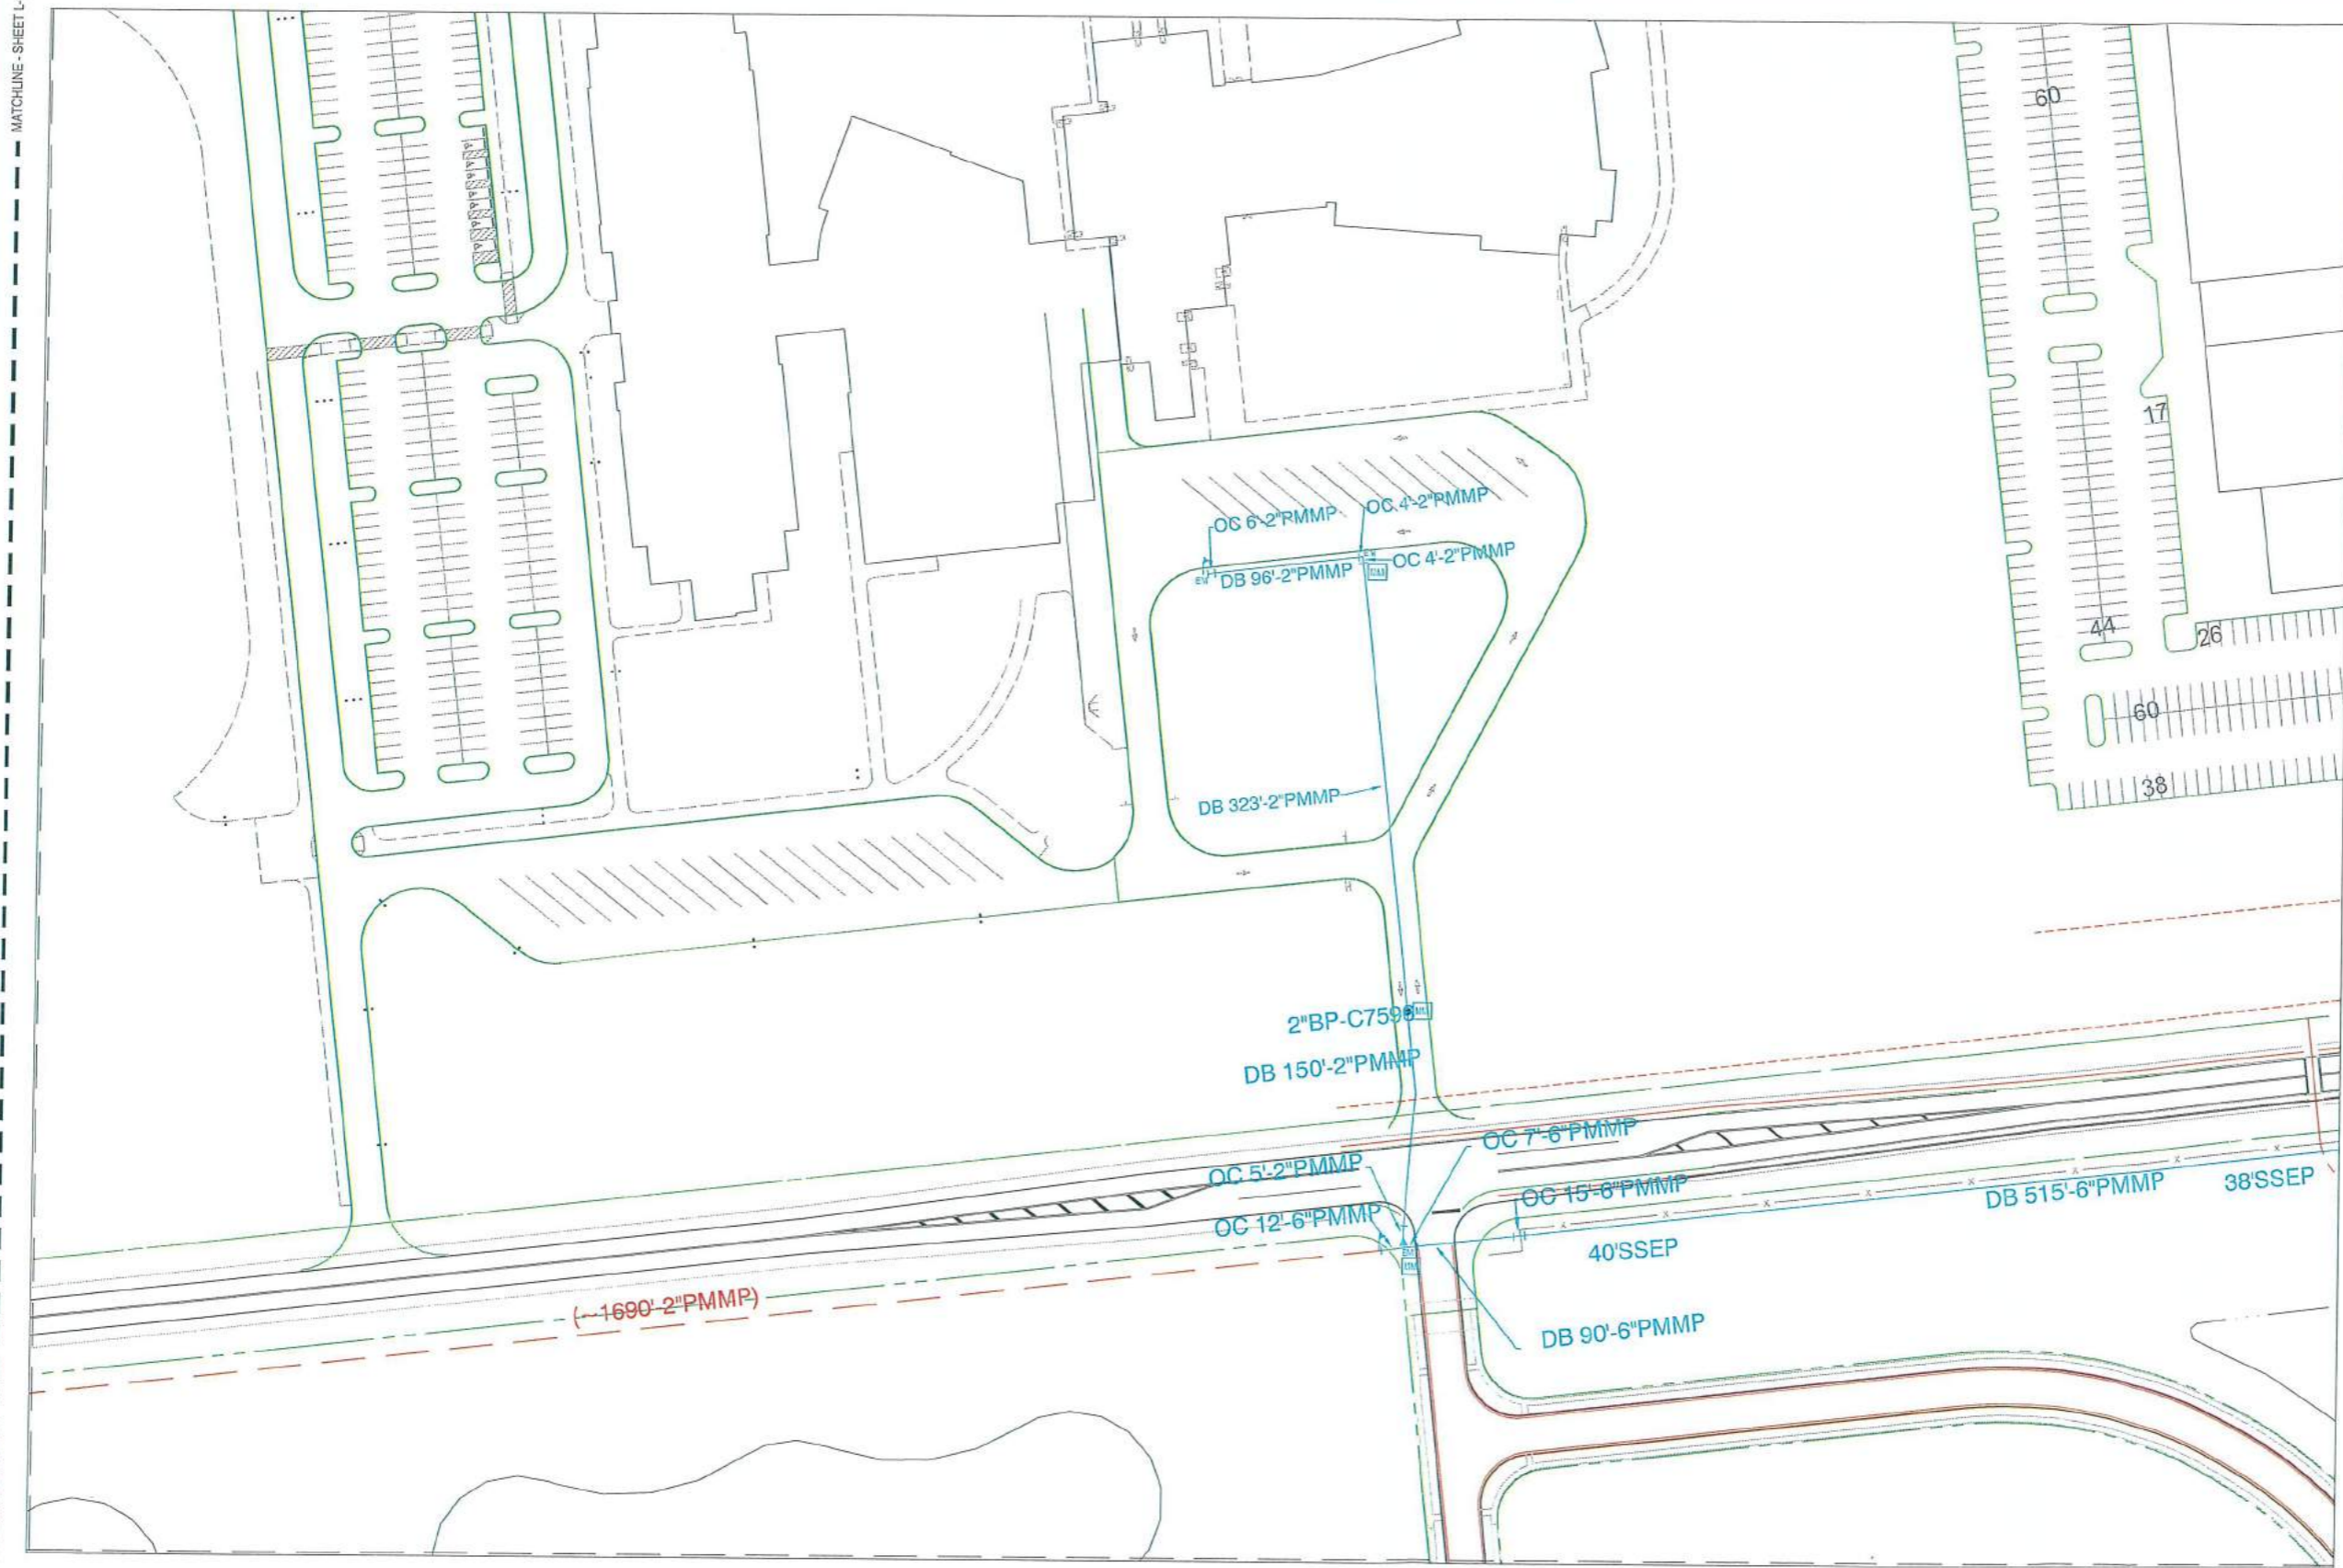 MATCHLINE - SHEET L-
60
17
OC 6'-2"PMMP
OC 4'-2"PMMP
DB 96'-2"PMMP
OC 4'-2"PMMP
44
26
60
38
DB 323'-2"PMMP
DB 150'-2"PMMP
OC 7'-6"PMMP
OC 5'-2"PMMP
OC 15'-6"PMMP
DB 515'-6"PMMP
38'SSEP
OC 12'-6"PMMP
40'SSEP
(~1690'-2"PMMP)
DB 90'-6"PMMP